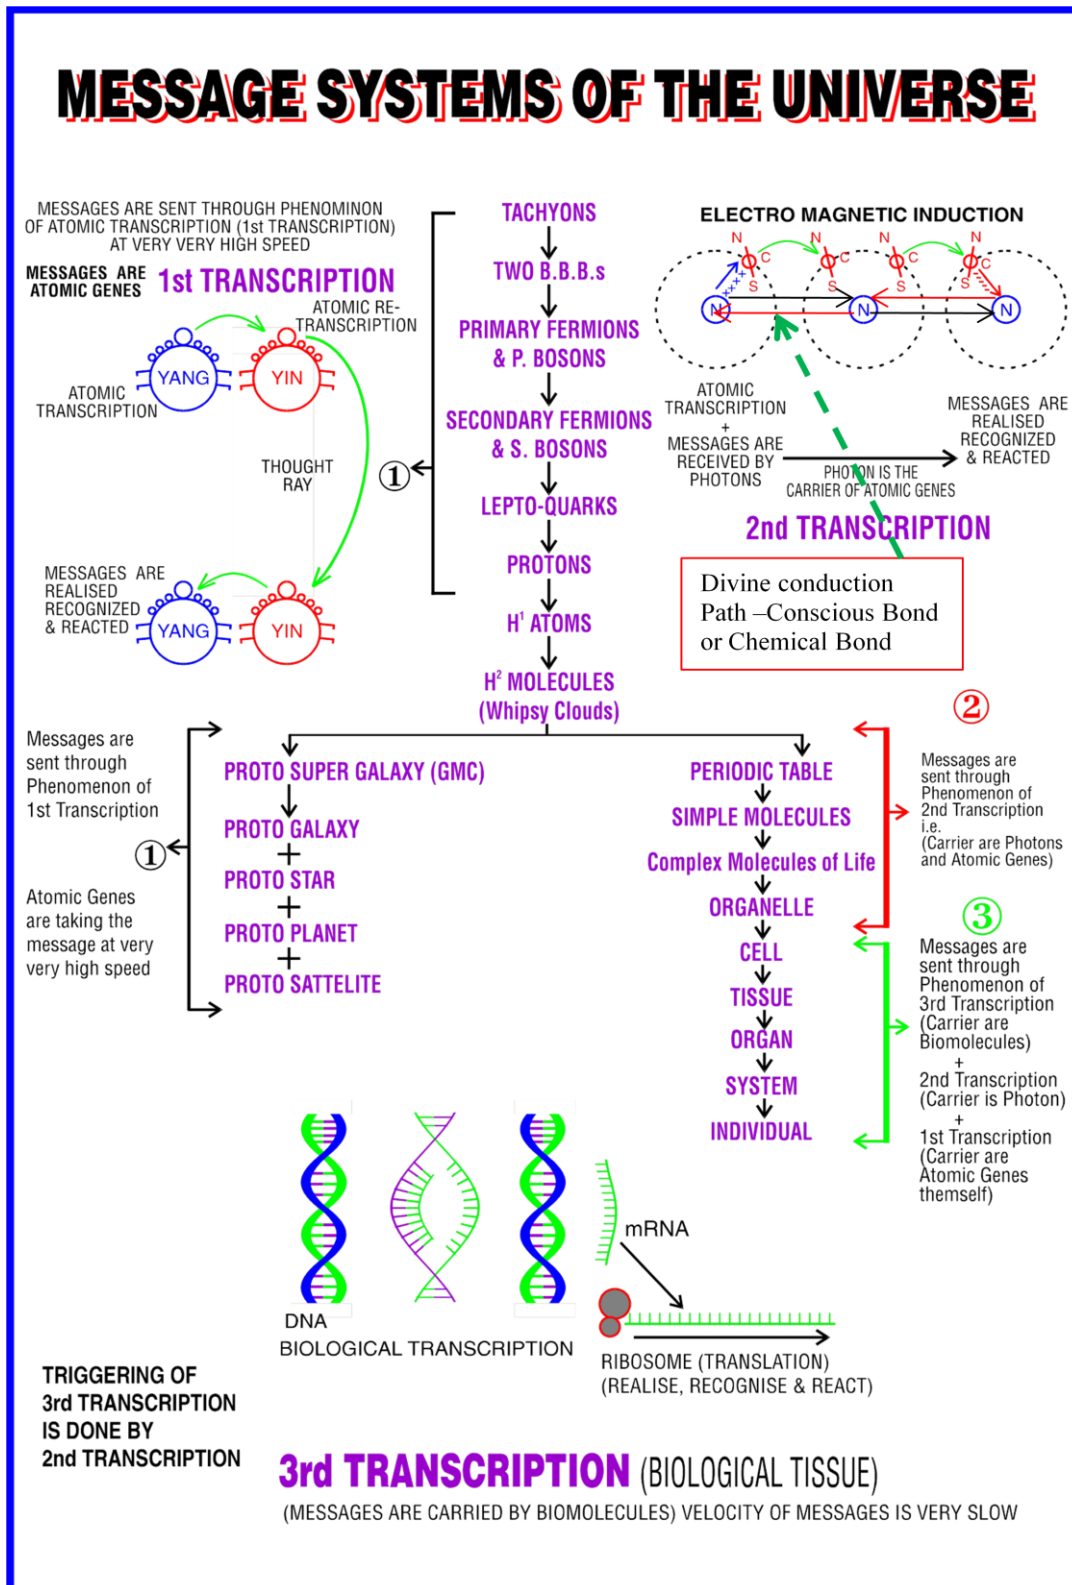 MESSAGE SYSTEMS OF THE UNIVERSE
MESSAGES ARE SENT THROUGH PHENOMINON
OF ATOMIC TRANSCRIPTION (1st TRANSCRIPTION)
AT VERY VERY HIGH SPEED
MESSAGES ARE
ATOMIC GENES
1st TRANSCRIPTION
ATOMIC RE-
TRANSCRIPTION
YANG
YIN
ATOMIC
TRANSCRIPTION
THOUGHT
RAY
MESSAGES ARE
REALISED
RECOGNIZED
& REACTED
YANG
YIN
①
TACHYONS
TWO B.B.B.s
PRIMARY FERMIONS
& P. BOSONS
SECONDARY FERMIONS
& S. BOSONS
LEPTO-QUARKS
PROTONS
H¹ ATOMS
H² MOLECULES
(Whipsy Clouds)
ELECTRO MAGNETIC INDUCTION
N N N N
C C
S S S S
N N N
ATOMIC
TRANSCRIPTION
+
MESSAGES ARE
RECEIVED BY
PHOTONS
PHOTON IS THE
CARRIER OF ATOMIC GENES
MESSAGES ARE
REALISED
RECOGNIZED
& REACTED
2nd TRANSCRIPTION
Divine conduction
Path –Conscious Bond
or Chemical Bond
Messages are
sent through
Phenomenon of
1st Transcription
①
Atomic Genes
are taking the
message at very
very high speed
PROTO SUPER GALAXY (GMC)
PROTO GALAXY
+
PROTO STAR
+
PROTO PLANET
+
PROTO SATTELITE
PERIODIC TABLE
SIMPLE MOLECULES
Complex Molecules of Life
ORGANELLE
CELL
TISSUE
ORGAN
SYSTEM
INDIVIDUAL
②
Messages are
sent through
Phenomenon of
2nd Transcription
i.e.
(Carrier are Photons
and Atomic Genes)
③
Messages are
sent through
Phenomenon of
3rd Transcription
(Carrier are
Biomolecules)
+
2nd Transcription
(Carrier is Photon)
+
1st Transcription
(Carrier are
Atomic Genes
themself)
mRNA
DNA
BIOLOGICAL TRANSCRIPTION
RIBOSOME (TRANSLATION)
(REALISE, RECOGNISE & REACT)
TRIGGERING OF
3rd TRANSCRIPTION
IS DONE BY
2nd TRANSCRIPTION
3rd TRANSCRIPTION (BIOLOGICAL TISSUE)
(MESSAGES ARE CARRIED BY BIOMOLECULES) VELOCITY OF MESSAGES IS VERY SLOW